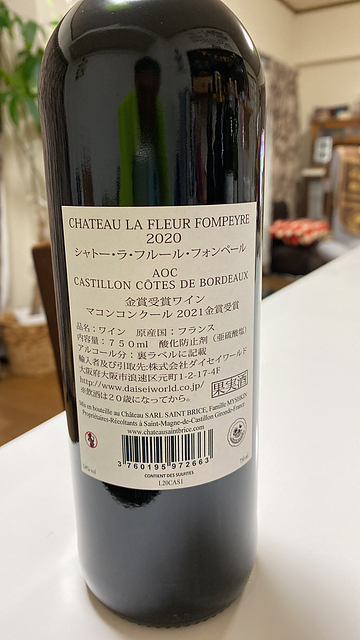 CHATEAU LA FLEUR FOMPEYRE
2020
シャトー・ラ・フルール・フォンペール
AOC
CASTILLON CÔTES DE BORDEAUX
金賞受賞ワイン
マコンコンクール 2021金賞受賞
品名：ワイン　原産国：フランス
内容量：750ml　酸化防止剤（亜硫酸塩）
アルコール分：裏ラベルに記載
輸入者及び引取先：株式会社ダイセイワールド
大阪府大阪市浪速区元町1-2-17-4F
http://www.daiseiworld.co.jp/
果実酒
※飲酒は20歳になってから。
Mis en bouteille au Château SARL SAINT BRICE, Famille MYSHKIN
Propriétaires-Récoltants à Saint-Magne-de-Castillon Gironde-France
www.chateausaintbrice.com
3 760195 972663
CONTIENT DES SULFITES
L20CAS1
750 ml